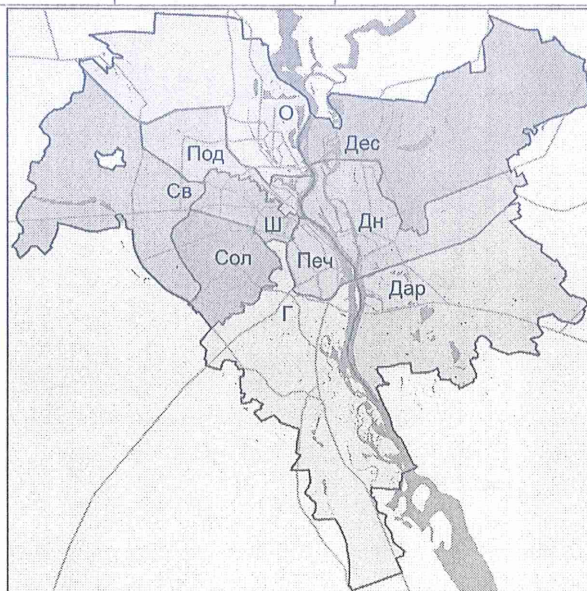 О
Дес
Под
Св
Дн
Ш
Сол
Печ
Дар
Г